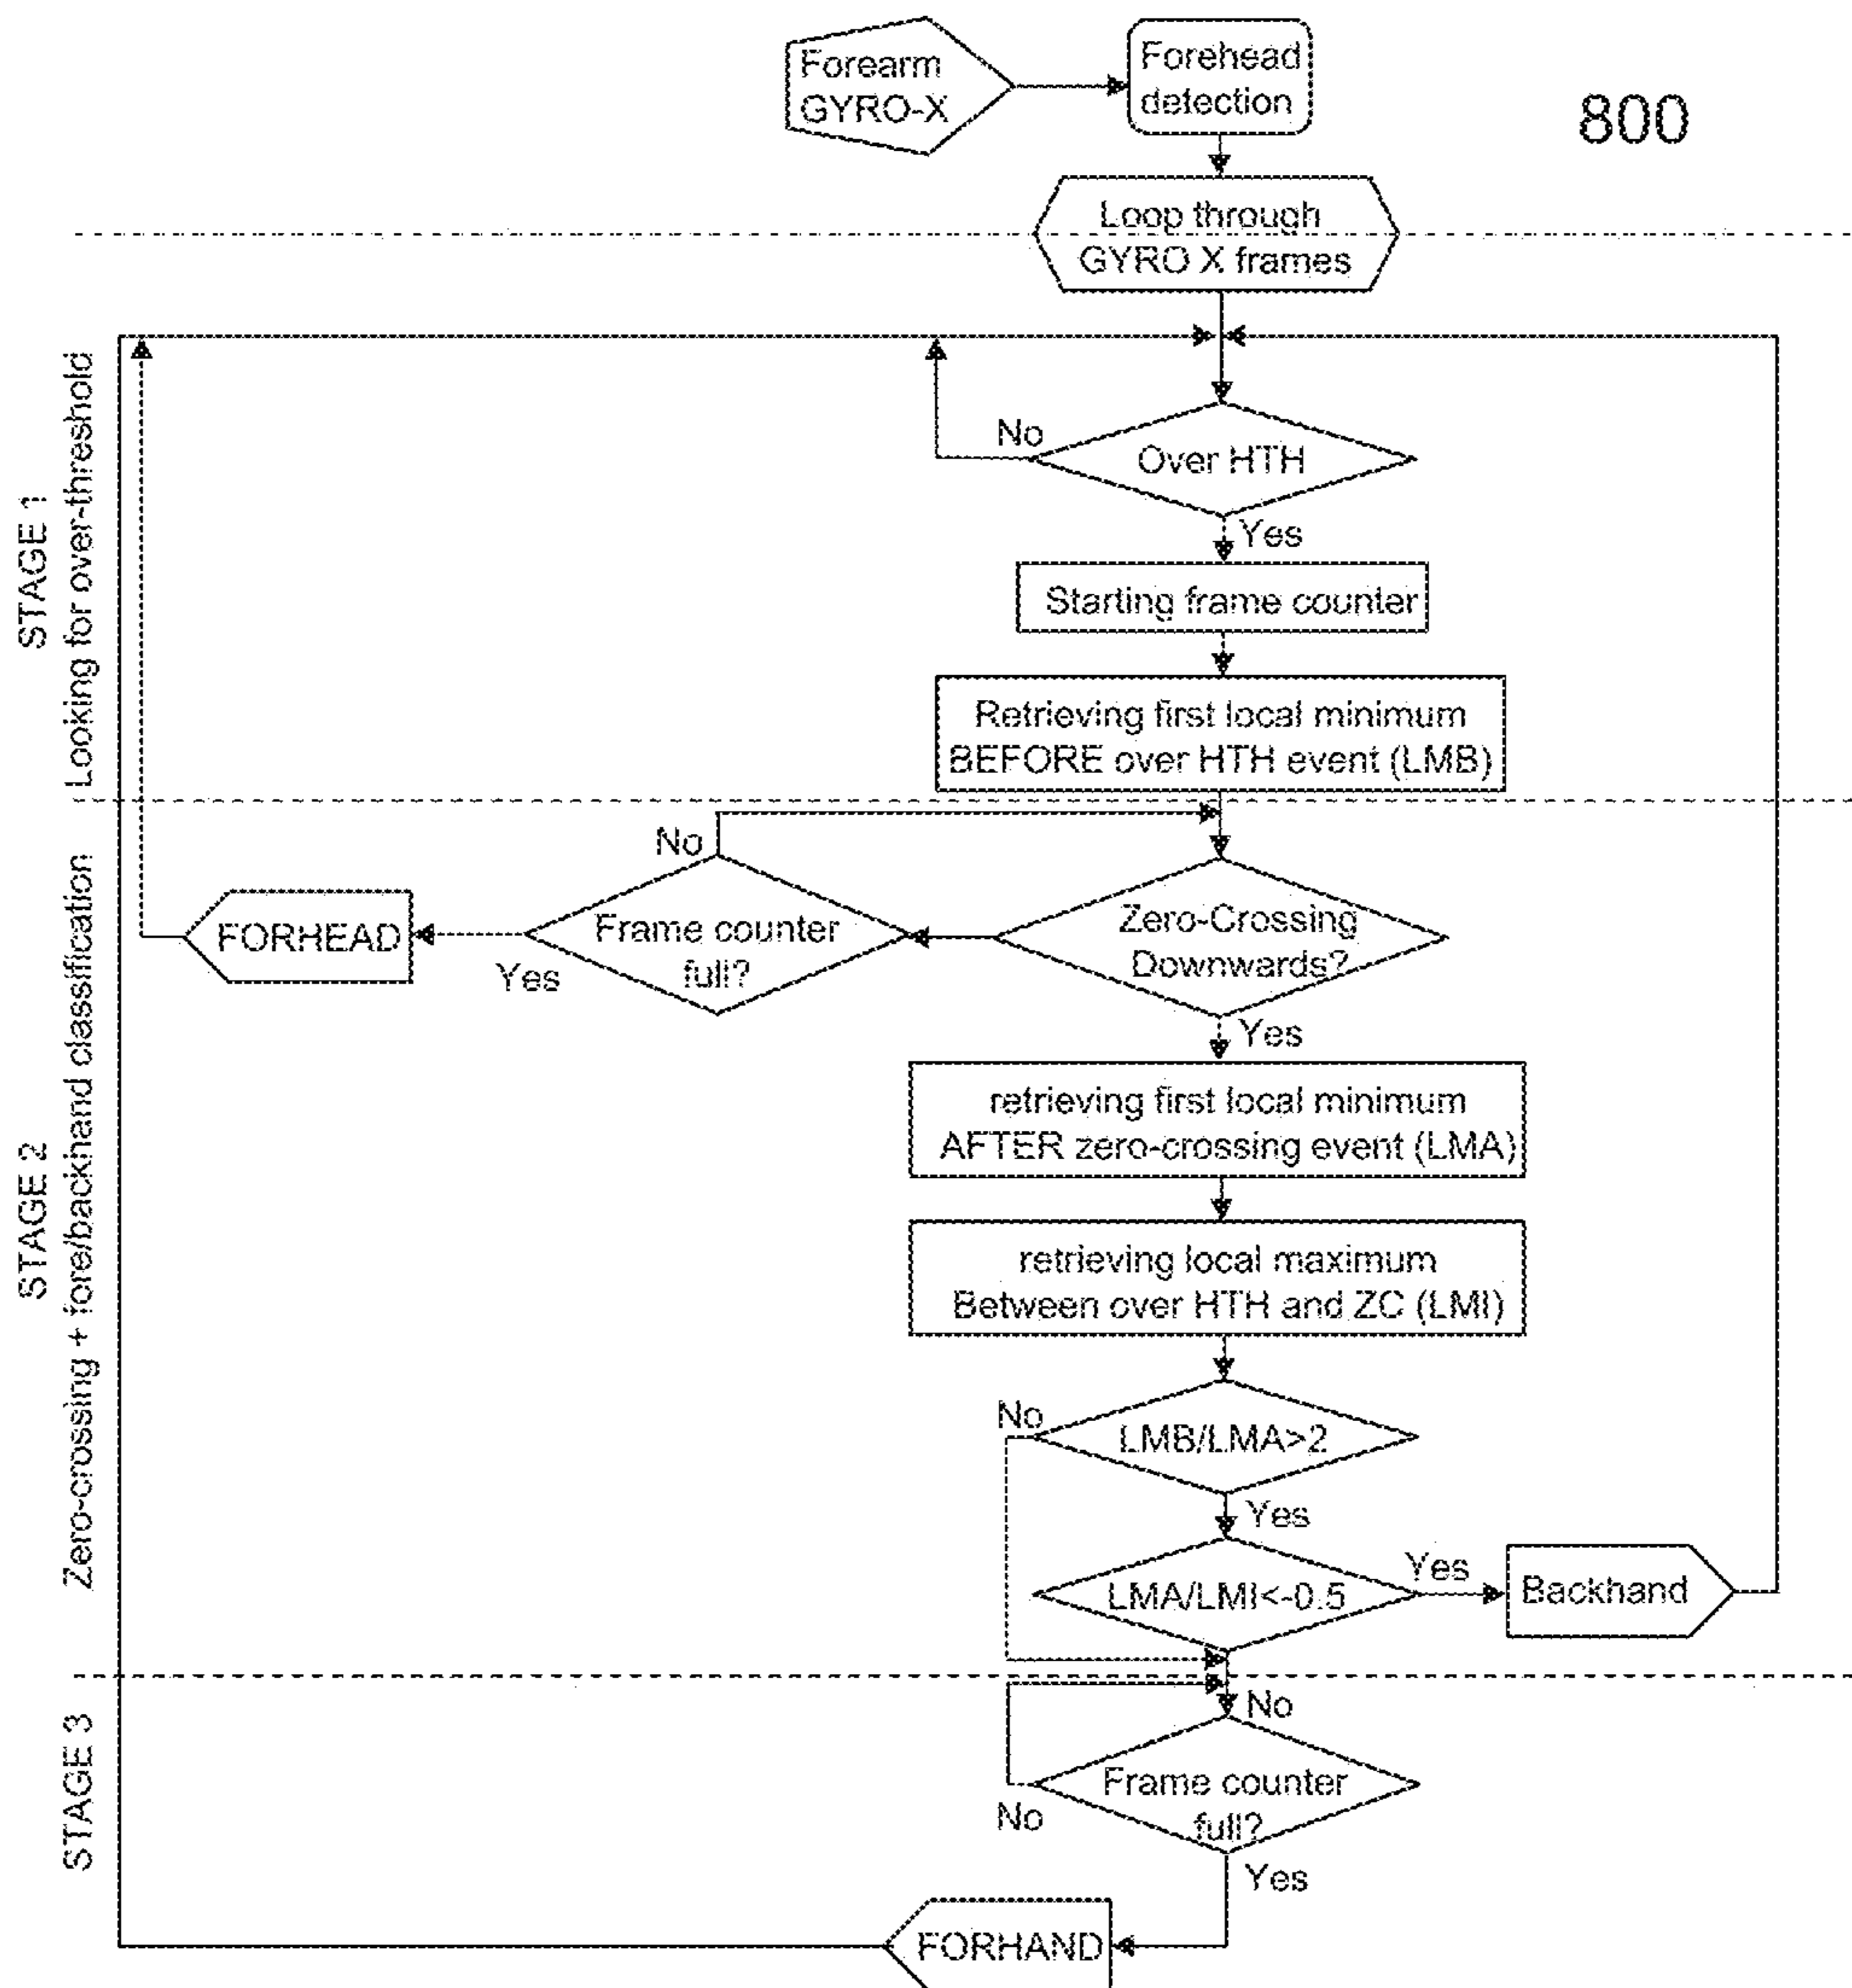 Forearm
GYRO-X
Forehead
detection
800
Loop through
GYRO X frames
STAGE 1
Looking for over-threshold
No
Over HTH
Yes
Starting frame counter
Retrieving first local minimum
BEFORE over HTH event (LMB)
STAGE 2
Zero-crossing + fore/backhand classification
No
FORHEAD
Yes
Frame counter
full?
Zero-Crossing
Downwards?
Yes
retrieving first local minimum
AFTER zero-crossing event (LMA)
retrieving local maximum
Between over HTH and ZC (LMI)
No
LMB/LMA>2
Yes
LMA/LMI<-0.5
Yes
Backhand
STAGE 3
No
Frame counter
full?
No
Yes
FORHAND